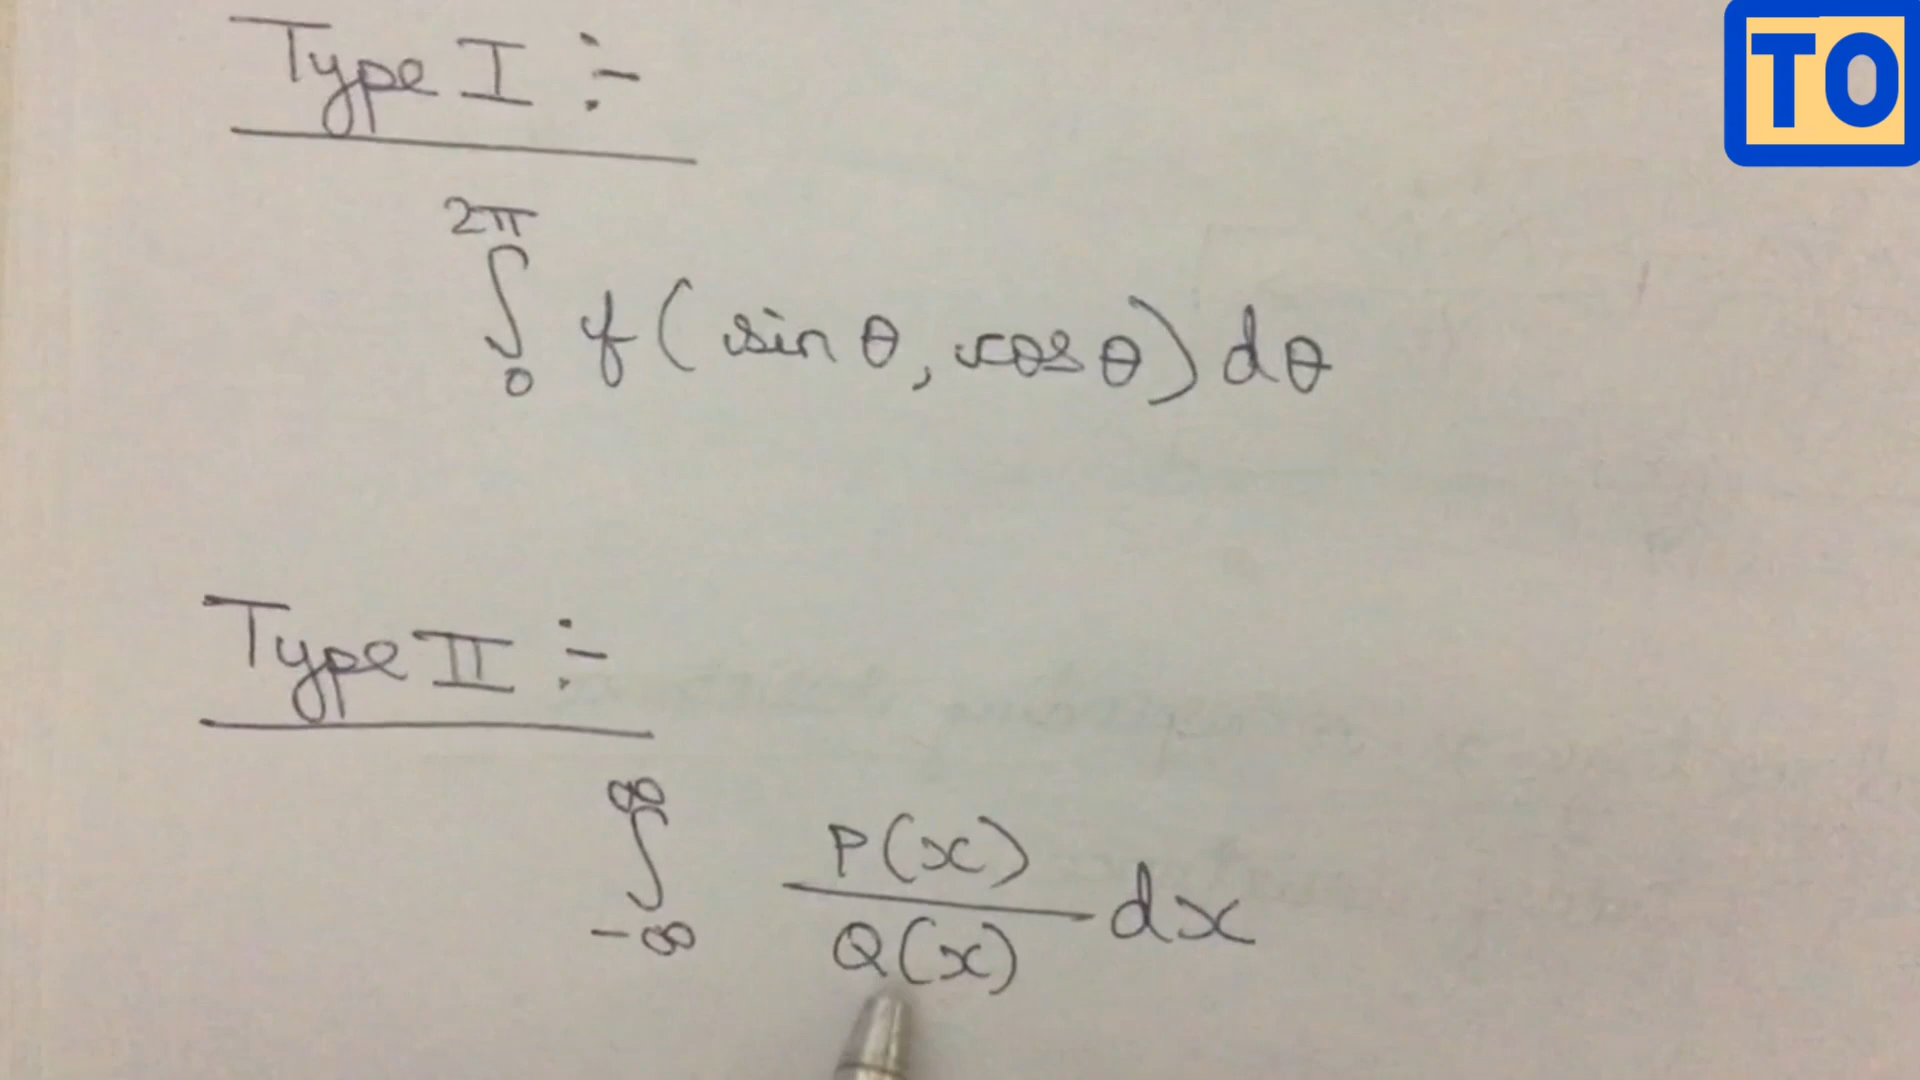 TO
Type I :-
2π
∫ f(sin θ, cos θ) dθ
0
Type II :-
∞
∫ P(x)/Q(x) dx
-∞